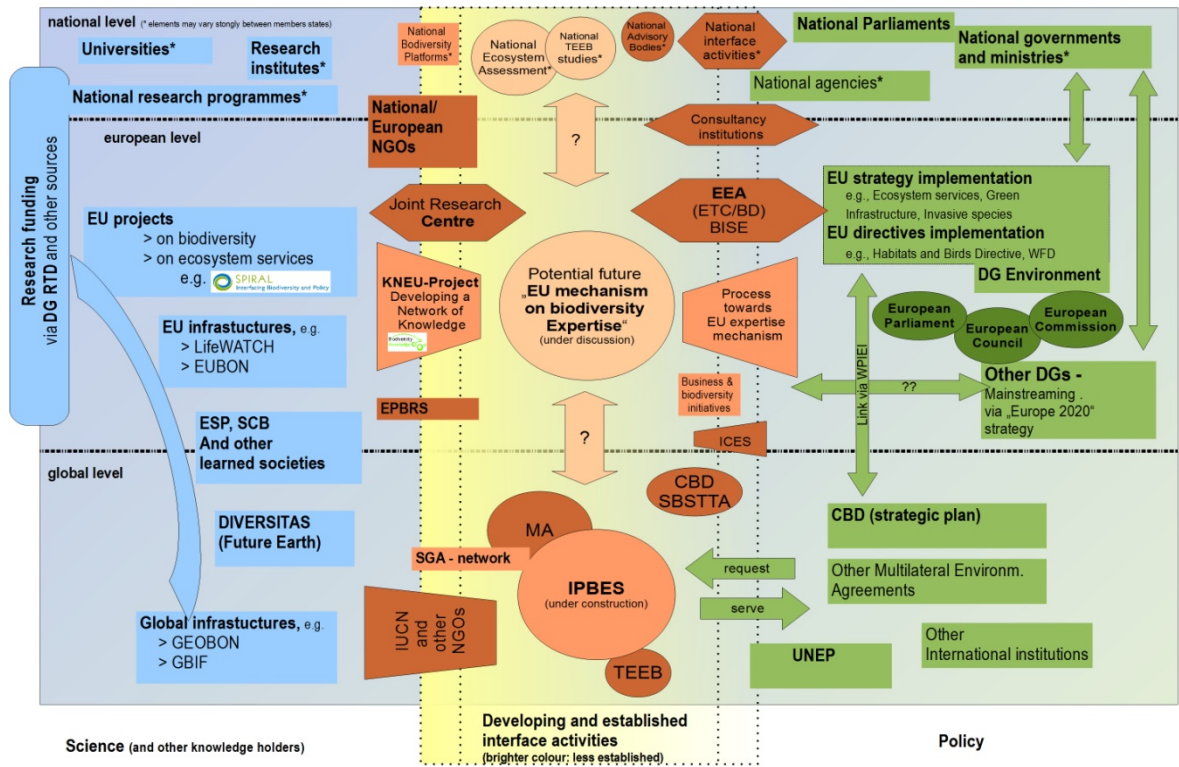 national level (* elements may vary stongly between members states)
Universities*
Research
institutes*
National research programmes*
National
Biodiversity
Platforms*
National
Ecosystem
Assessment*
National
TEEB
studies*
National
Advisory
Bodies*
National
interface
activities*
National Parliaments
National governments
and ministries*
National agencies*
Research funding
via DG RTD and other sources
european level
National/
European
NGOs
?
Consultancy
institutions
Joint Research
Centre
EEA
(ETC/BD)
BISE
EU strategy implementation
e.g., Ecosystem services, Green
Infrastructure, Invasive species
EU directives implementation
e.g., Habitats and Birds Directive, WFD
DG Environment
EU projects
> on biodiversity
> on ecosystem services
e.g.
SPIRAL
Interfacing Biodiversity and Policy
KNEU-Project
Developing a
Network of
Knowledge
Biodiversity
Knowledge
Potential future
„EU mechanism
on biodiversity
Expertise“
(under discussion)
Process
towards
EU expertise
mechanism
European
Parliament
European
Council
European
Commission
EU infrastuctures, e.g.
> LifeWATCH
> EUBON
Link via WPIEI
??
Other DGs -
Mainstreaming .
via „Europe 2020“
strategy
Business &
biodiversity
initiatives
EPBRS
ESP, SCB
And other
learned societies
?
ICES
global level
CBD
SBSTTA
MA
CBD (strategic plan)
DIVERSITAS
(Future Earth)
SGA - network
IPBES
(under construction)
request
serve
Other Multilateral Environm.
Agreements
IUCN
and
other
NGOs
Global infrastuctures, e.g.
> GEOBON
> GBIF
TEEB
UNEP
Other
International institutions
Science (and other knowledge holders)
Developing and established
interface activities
(brighter colour: less established)
Policy